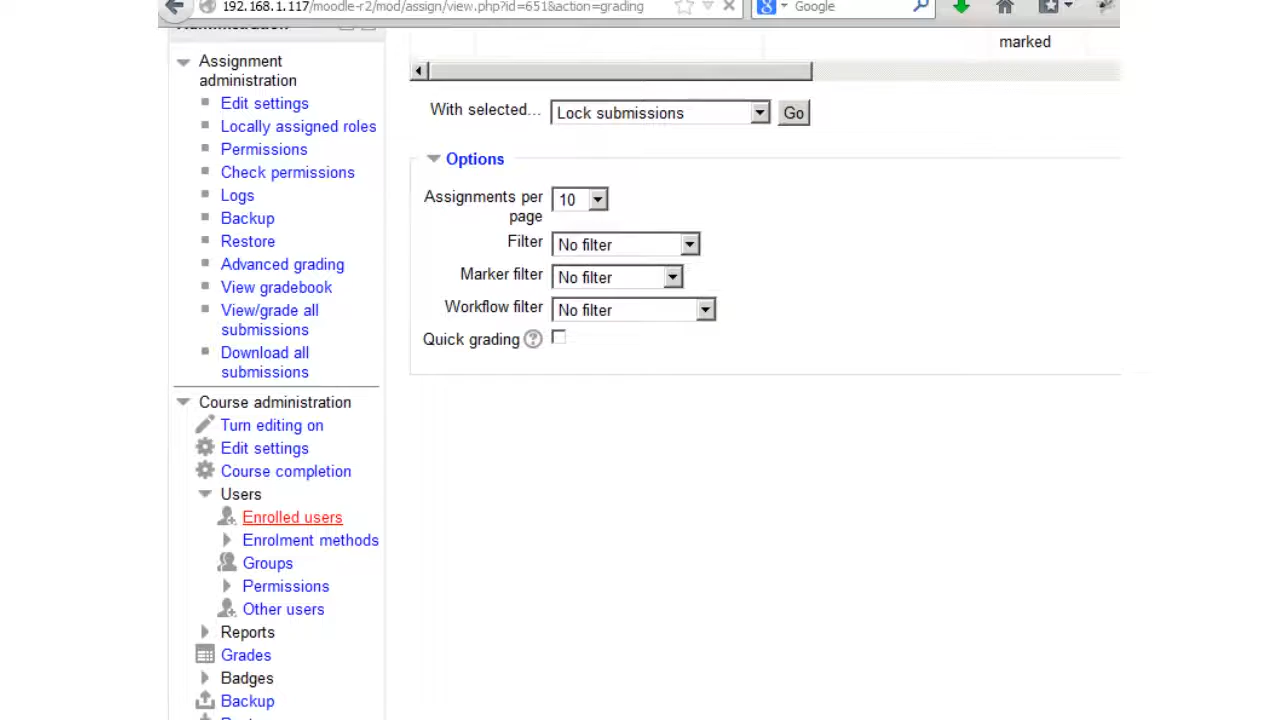 192.168.1.117/moodle-r2/mod/assign/view.php?id=651&action=grading
Google
Administration
Assignment
administration
Edit settings
Locally assigned roles
Permissions
Check permissions
Logs
Backup
Restore
Advanced grading
View gradebook
View/grade all
submissions
Download all
submissions
Course administration
Turn editing on
Edit settings
Course completion
Users
Enrolled users
Enrolment methods
Groups
Permissions
Other users
Reports
Grades
Badges
Backup
marked
With selected... Lock submissions Go
Options
Assignments per
page 10
Filter No filter
Marker filter No filter
Workflow filter No filter
Quick grading